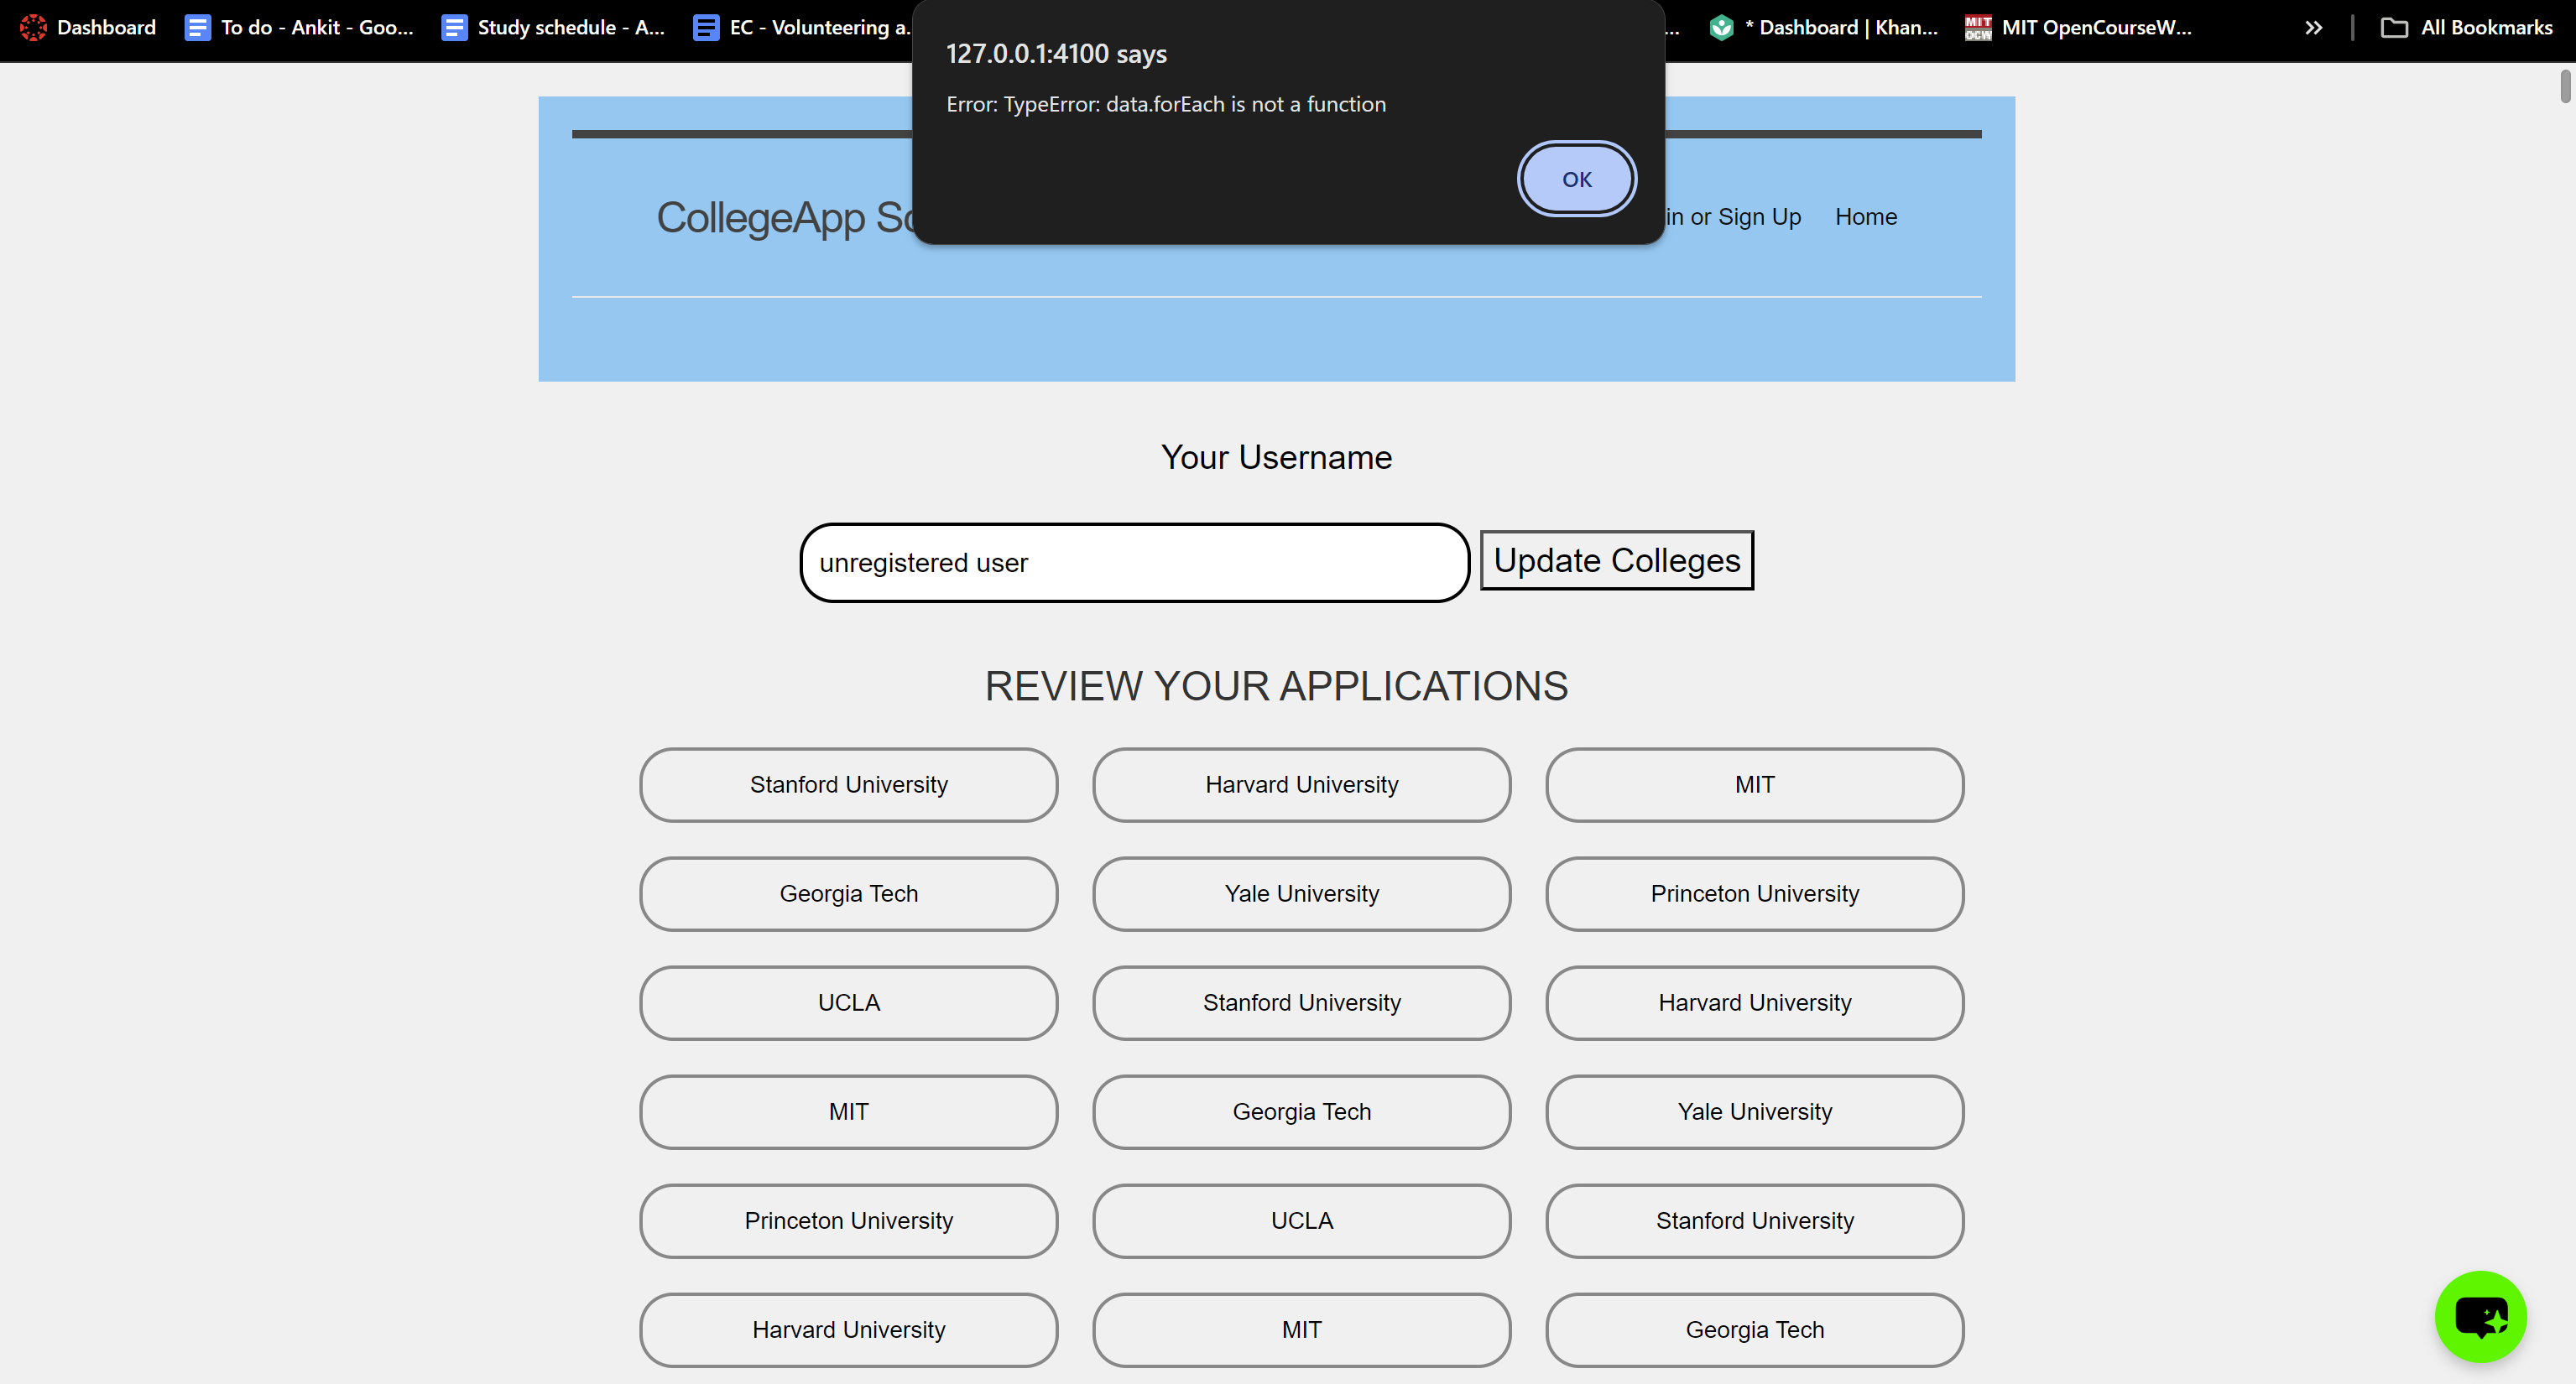 Dashboard To do - Ankit - Goo... Study schedule - A... EC - Volunteering a. ... * Dashboard | Khan... MIT OCW MIT OpenCourseW... » All Bookmarks
127.0.0.1:4100 says
Error: TypeError: data.forEach is not a function
OK
CollegeApp in or Sign Up Home
Your Username
unregistered user Update Colleges
REVIEW YOUR APPLICATIONS
Stanford University Harvard University MIT
Georgia Tech Yale University Princeton University
UCLA Stanford University Harvard University
MIT Georgia Tech Yale University
Princeton University UCLA Stanford University
Harvard University MIT Georgia Tech